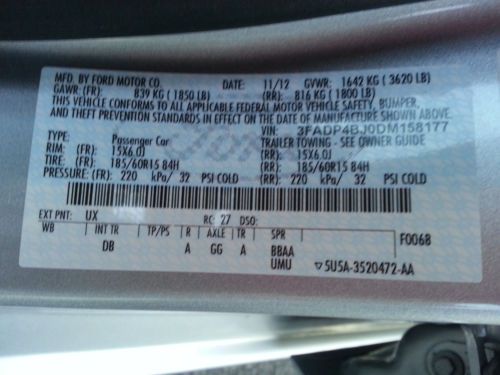 MFD. BY FORD MOTOR CO. DATE: 11/12 GVWR: 1642 KG ( 3620 LB)
GAWR: (FR): 839 KG ( 1850 LB) (RR): 816 KG ( 1800 LB)
THIS VEHICLE CONFORMS TO ALL APPLICABLE FEDERAL MOTOR VEHICLE SAFETY, BUMPER,
AND THEFT PREVENTION STANDARDS IN EFFECT ON THE DATE OF MANUFACTURE SHOWN ABOVE.
VIN: 3FADP4BJ0DM158177
TYPE: Passenger Car TRAILER TOWING - SEE OWNER GUIDE
RIM: (FR): 15X6.0J (RR): 15X6.0J
TIRE: (FR): 185/60R15 84H (RR): 185/60R15 84H
PRESSURE: (FR): 220 kPa/ 32 PSI COLD (RR): 220 kPa/ 32 PSI COLD
EXT PNT: UX RC: 27 DSO:
WB INT TR TP/PS R AXLE TR SPR F0068
DB A GG A BBAA
UMU ▽5U5A-3520472-AA